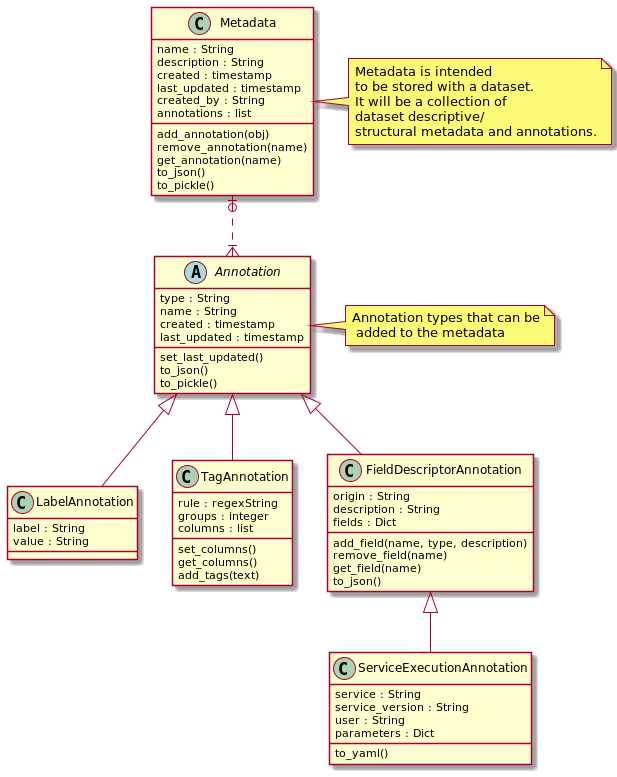 C Metadata
name : String
description : String
created : timestamp
last_updated : timestamp
created_by : String
annotations : list
add_annotation(obj)
remove_annotation(name)
get_annotation(name)
to_json()
to_pickle()
Metadata is intended
to be stored with a dataset.
It will be a collection of
dataset descriptive/
structural metadata and annotations.
A Annotation
type : String
name : String
created : timestamp
last_updated : timestamp
set_last_updated()
to_json()
to_pickle()
Annotation types that can be
added to the metadata
C LabelAnnotation
label : String
value : String
C TagAnnotation
rule : regexString
groups : integer
columns : list
set_columns()
get_columns()
add_tags(text)
C FieldDescriptorAnnotation
origin : String
description : String
fields : Dict
add_field(name, type, description)
remove_field(name)
get_field(name)
to_json()
C ServiceExecutionAnnotation
service : String
service_version : String
user : String
parameters : Dict
to_yaml()